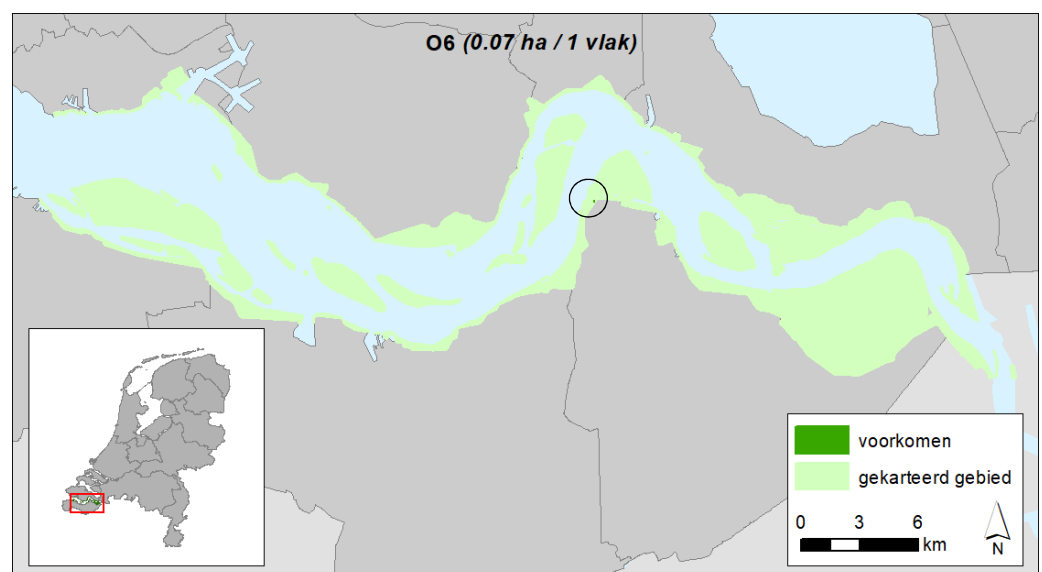 O6 (0.07 ha / 1 vlak)
voorkomen
gekarteerd gebied
0 3 6
km
N